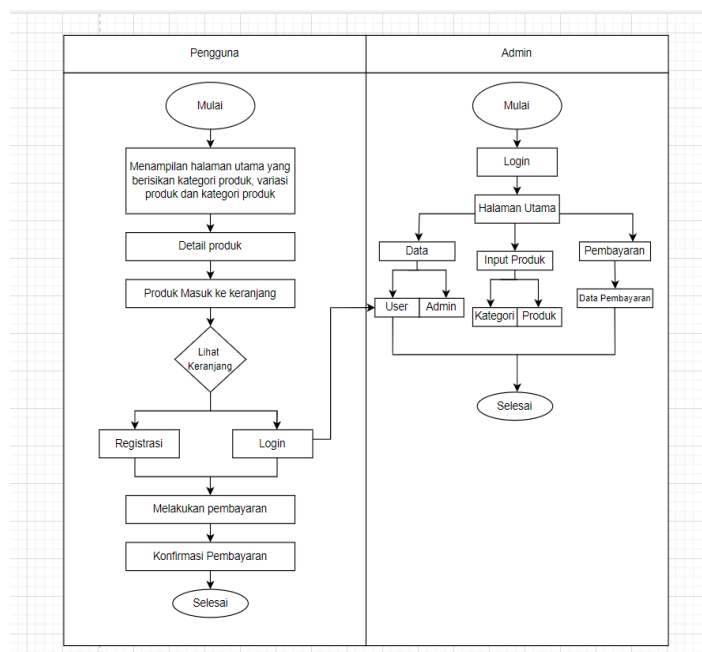 Pengguna
Admin
Mulai
Menampilan halaman utama yang
berisikan kategori produk, variasi
produk dan kategori produk
Detail produk
Produk Masuk ke keranjang
Lihat
Keranjang
Registrasi
Login
Melakukan pembayaran
Konfirmasi Pembayaran
Selesai
Mulai
Login
Halaman Utama
Data
Input Produk
Pembayaran
User
Admin
Kategori
Produk
Data Pembayaran
Selesai